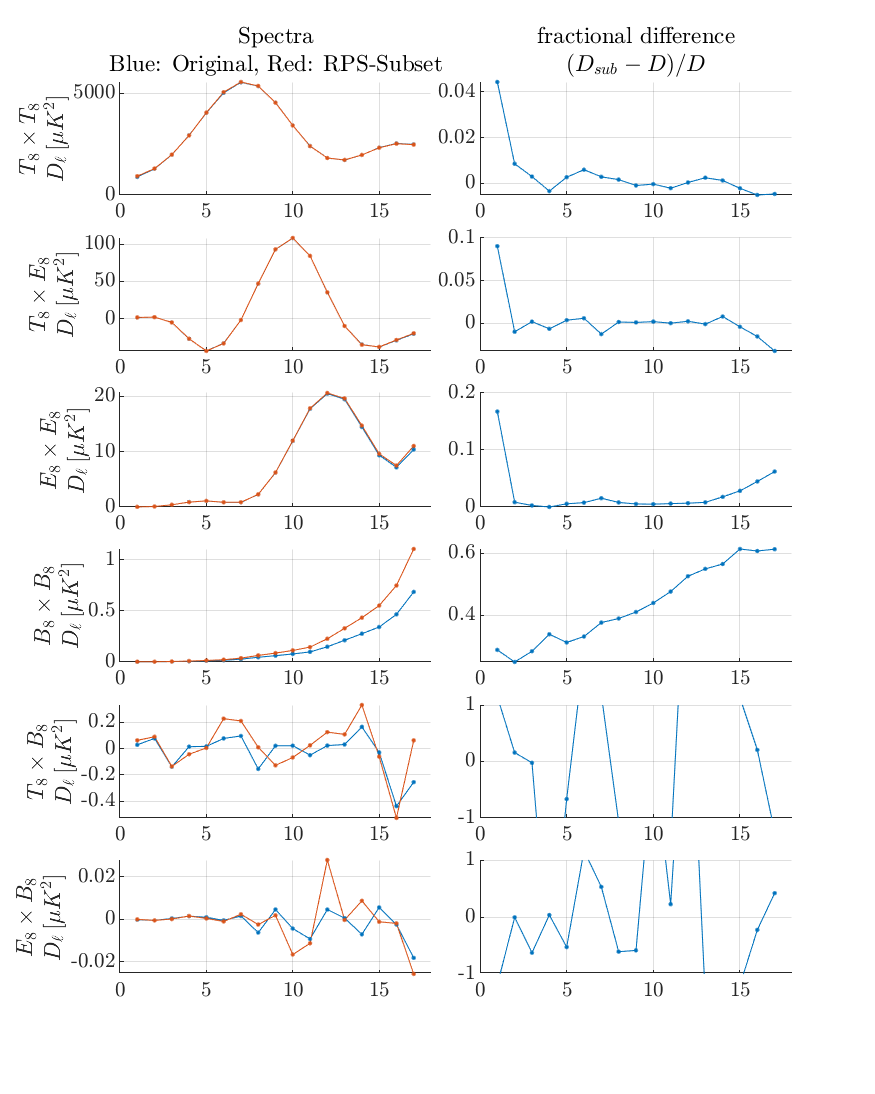 Spectra
Blue: Original, Red: RPS-Subset
fractional difference
(D_{sub} − D)/D
T_8 × T_8
D_ℓ [μK^2]
5000
0
0 5 10 15
0.04
0.02
0
0 5 10 15
T_8 × E_8
D_ℓ [μK^2]
100
50
0
0 5 10 15
0.1
0.05
0
0 5 10 15
E_8 × E_8
D_ℓ [μK^2]
20
10
0
0 5 10 15
0.2
0.1
0
0 5 10 15
B_8 × B_8
D_ℓ [μK^2]
1
0.5
0
0 5 10 15
0.6
0.4
0 5 10 15
T_8 × B_8
D_ℓ [μK^2]
0.2
0
-0.2
-0.4
0 5 10 15
1
0
-1
0 5 10 15
E_8 × B_8
D_ℓ [μK^2]
0.02
0
-0.02
0 5 10 15
1
0
-1
0 5 10 15